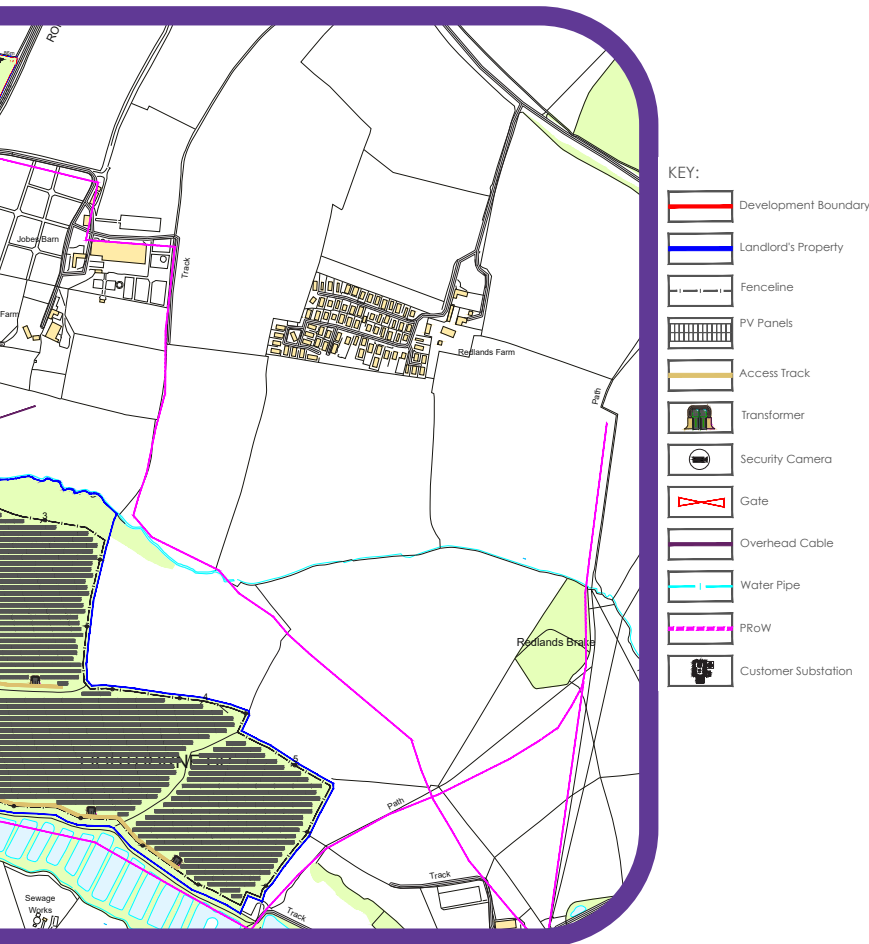 RO
KEY:
Development Boundary
Landlord's Property
Jobes Barn
Track
Fenceline
Farm
PV Panels
Redlands Farm
Access Track
Path
Transformer
Security Camera
Gate
3
Overhead Cable
Water Pipe
PRoW
Redlands Brake
Customer Substation
4
5
Path
Track
Sewage
Works
Track